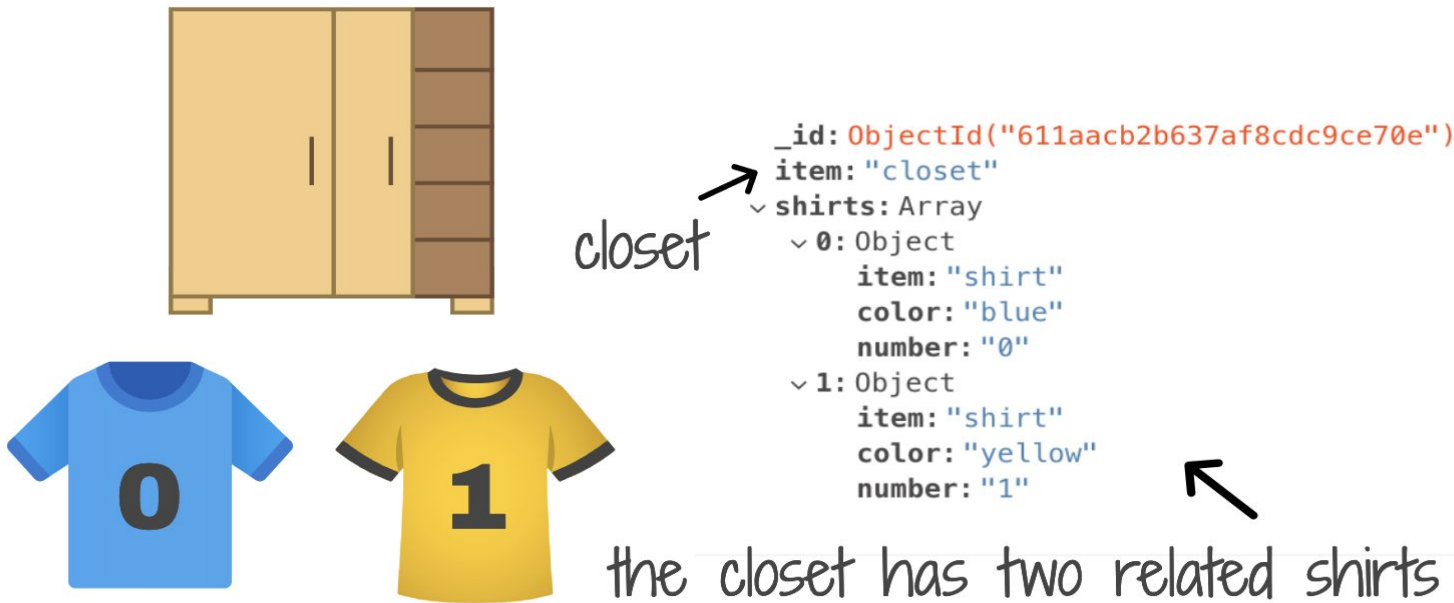 _id: ObjectId("611aacb2b637af8cdc9ce70e")
item: "closet"
shirts: Array
0: Object
item: "shirt"
color: "blue"
number: "0"
1: Object
item: "shirt"
color: "yellow"
number: "1"
closet
0
1
the closet has two related shirts